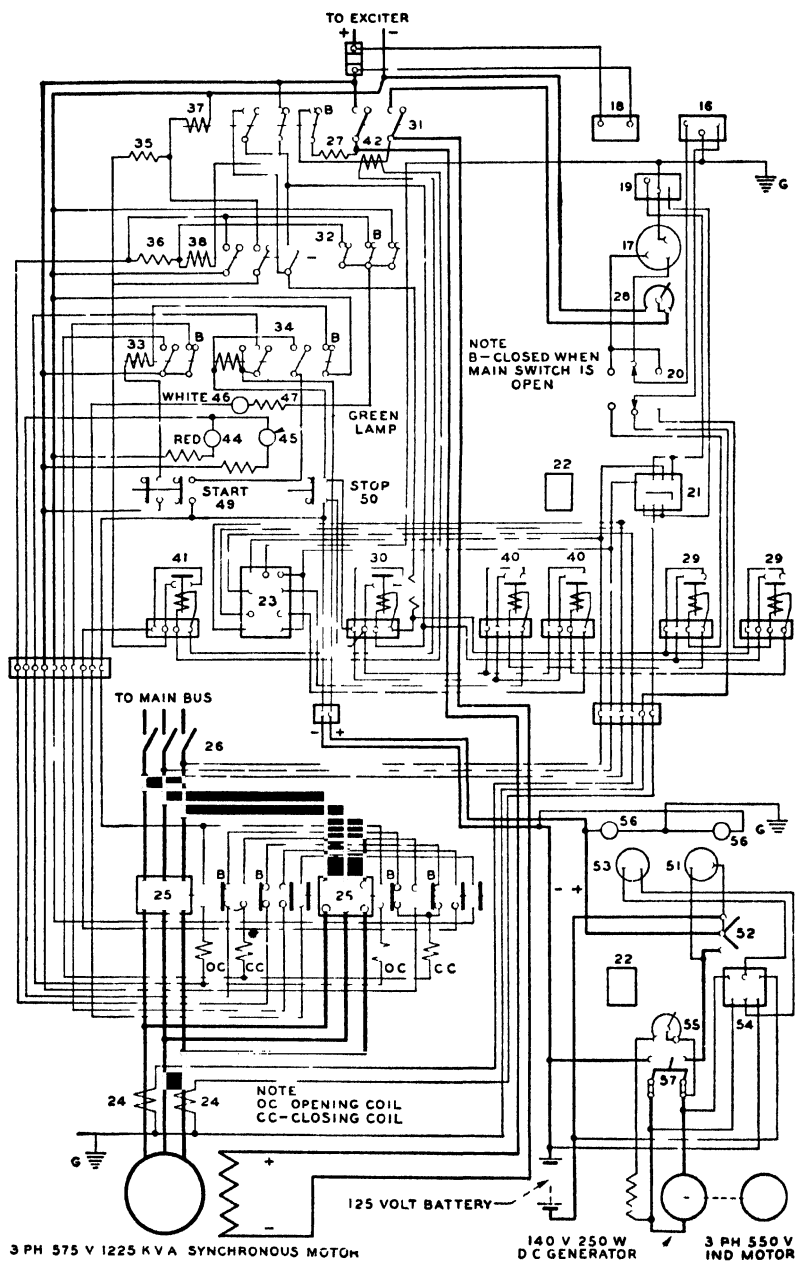 TO EXCITER
+ -
37
B
31
18
16
35
27
42
G
19
36
38
32
B
17
28
33
B
34
B
NOTE
B-CLOSED WHEN
MAIN SWITCH IS
OPEN
20
WHITE 46
47
GREEN
LAMP
RED 44
45
START
49
STOP
50
22
21
41
23
30
40
40
29
29
TO MAIN BUS
26
- +
G
56
56
53
51
25
B
B
25
B
B
- +
52
OC
CC
OC
CC
22
54
55
57
24
24
NOTE
OC-OPENING COIL
CC-CLOSING COIL
G
+
-
125 VOLT BATTERY
-
3 PH 575 V 1225 KVA SYNCHRONOUS MOTOR
140 V 250 W
DC GENERATOR
3 PH 550 V
IND MOTOR